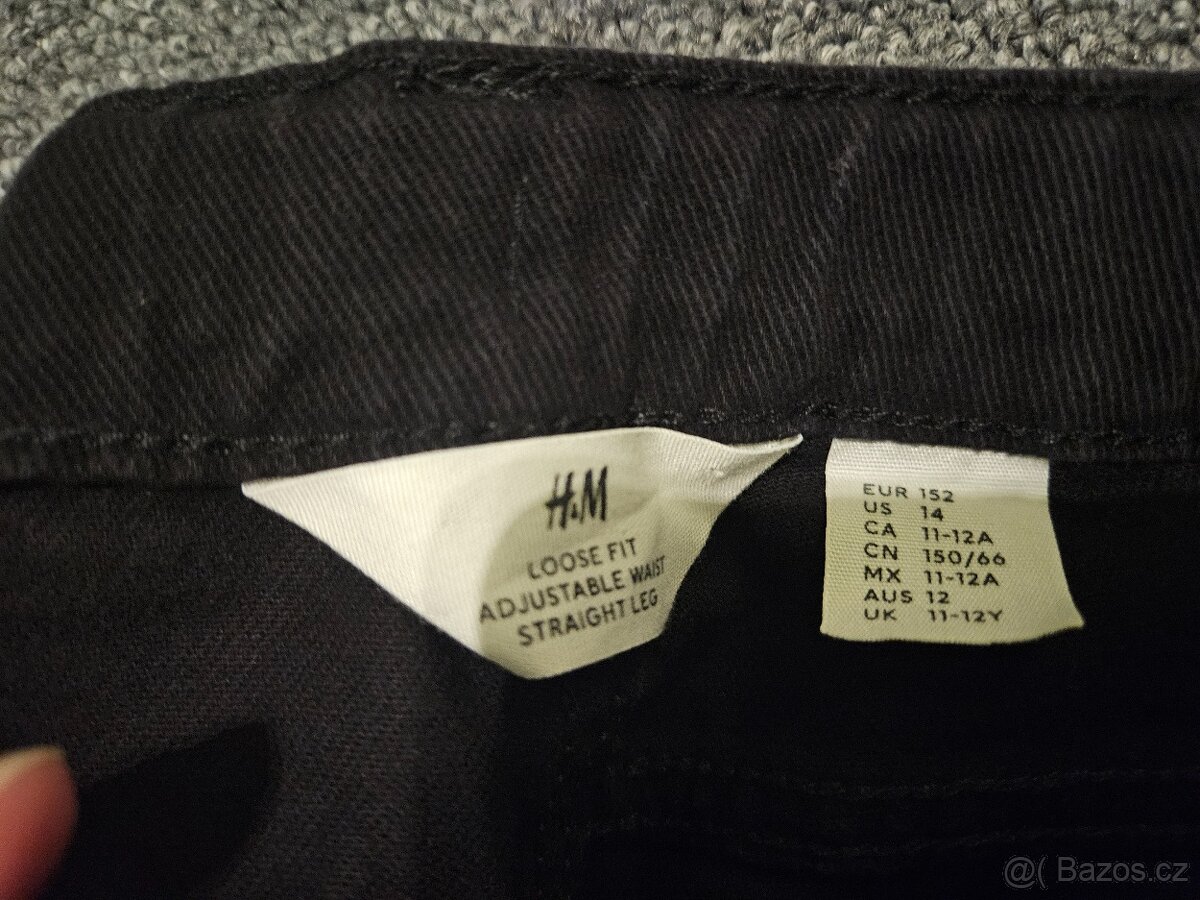 H&M
LOOSE FIT
ADJUSTABLE WAIST
STRAIGHT LEG
EUR 152
US 14
CA 11-12A
CN 150/66
MX 11-12A
AUS 12
UK 11-12Y
@( Bazos.cz